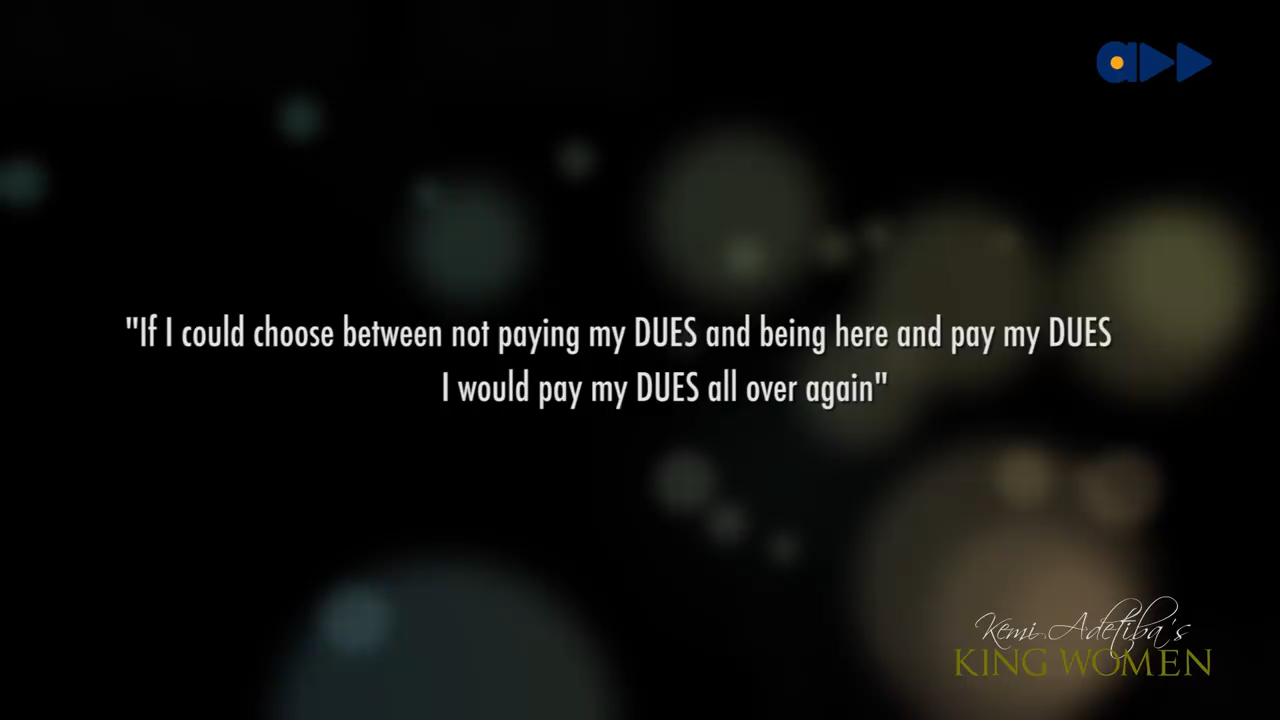 "If I could choose between not paying my DUES and being here and pay my DUES
I would pay my DUES all over again"
Kemi Adetiba's
KING WOMEN